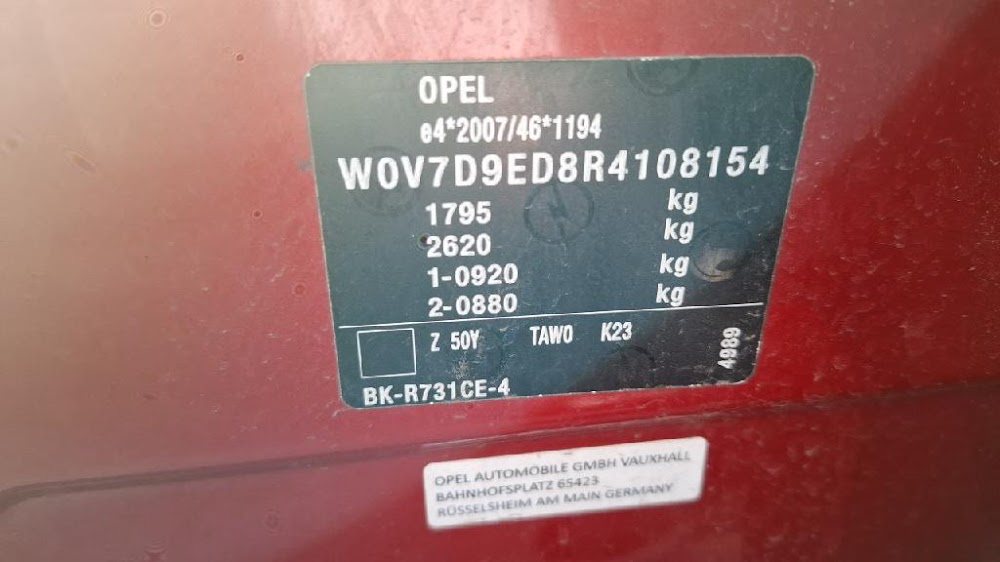 OPEL
e4*2007/46*1194
W0V7D9ED8R4108154
1795 kg
2620 kg
1-0920 kg
2-0880 kg
Z 50Y TAW0 K23
4989
BK-R731CE-4
OPEL AUTOMOBILE GMBH VAUXHALL
BAHNHOFSPLATZ 65423
RÜSSELSHEIM AM MAIN GERMANY